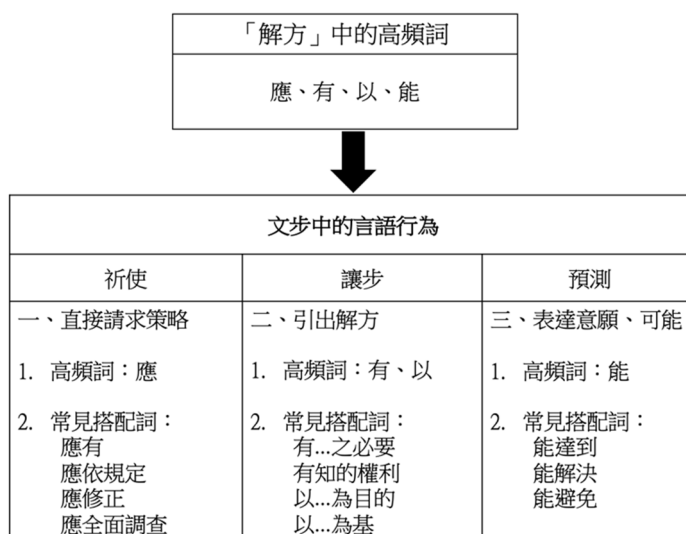 「解方」中的高頻詞
應、有、以、能
文步中的言語行為
祈使
讓步
預測
一、直接請求策略
1. 高頻詞：應
2. 常見搭配詞：
應有
應依規定
應修正
應全面調查
二、引出解方
1. 高頻詞：有、以
2. 常見搭配詞：
有...之必要
有知的權利
以...為目的
以...為基
三、表達意願、可能
1. 高頻詞：能
2. 常見搭配詞：
能達到
能解決
能避免